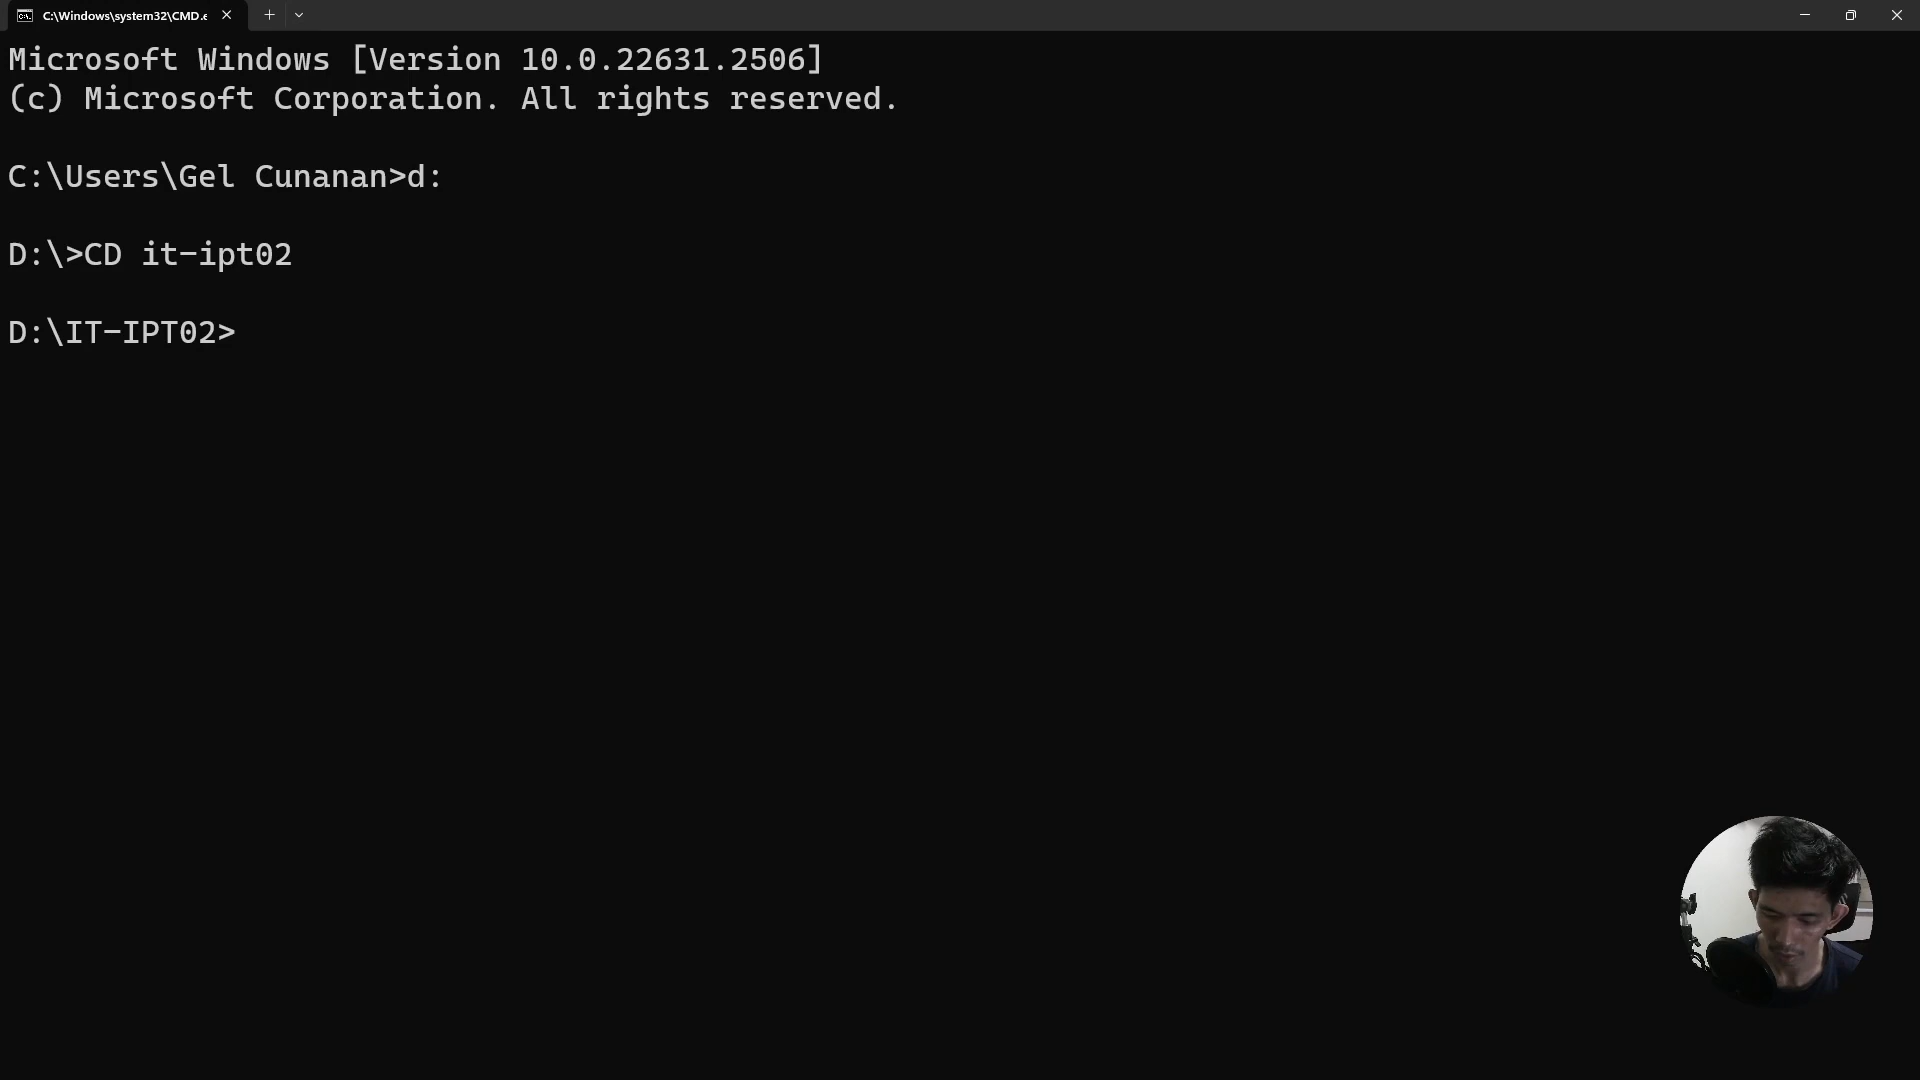 C:\Windows\system32\CMD.e
Microsoft Windows [Version 10.0.22631.2506]
(c) Microsoft Corporation. All rights reserved.
C:\Users\Gel Cunanan>d:
D:\>CD it-ipt02
D:\IT-IPT02>